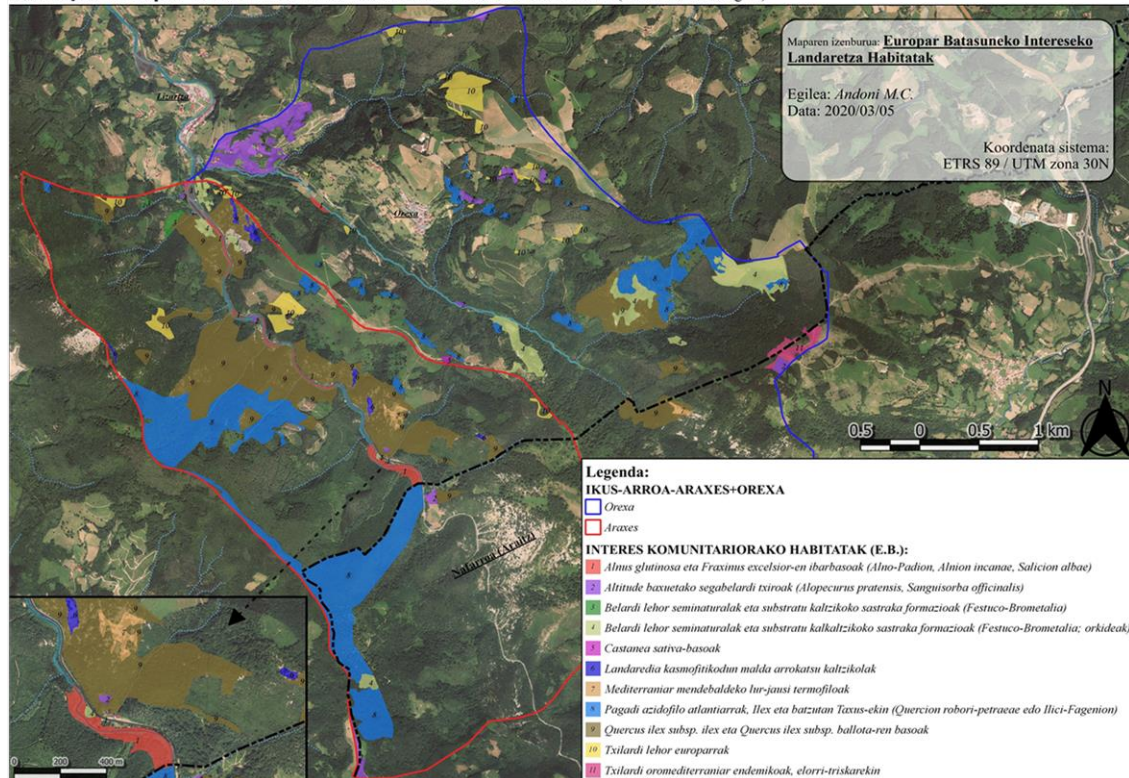 Maparen izenburua: Europar Batasuneko Intereseko
Landaretza Habitatak
Egilea: Andoni M.C.
Data: 2020/03/05
Koordenata sistema:
ETRS 89 / UTM zona 30N
Lizartza
Orexa
Nafarroa (Araitz)
N
0.5 0 0.5 1 km
Legenda:
IKUS-ARROA-ARAXES+OREXA
Orexa
Araxes
INTERES KOMUNITARIORAKO HABITATAK (E.B.):
1 Alnus glutinosa eta Fraxinus excelsior-en ibarbasoak (Alno-Padion, Alnion incanae, Salicion albae)
2 Altitude baxuetako segabelardi txiroak (Alopecurus pratensis, Sanguisorba officinalis)
3 Belardi lehor seminaturalak eta substratu kaltzikoko sastraka formazioak (Festuco-Brometalia)
4 Belardi lehor seminaturalak eta substratu kalkaltzikoko sastraka formazioak (Festuco-Brometalia; orkideak)
5 Castanea sativa-basoak
6 Landaredia kasmofitikodun malda arrokatsu kaltzikolak
7 Mediterraniar mendebaldeko lur-jausi termofiloak
8 Pagadi azidofilo atlantiarrak, Ilex eta batzutan Taxus-ekin (Quercion robori-petraeae edo Ilici-Fagenion)
9 Quercus ilex subsp. ilex eta Quercus ilex subsp. ballota-ren basoak
10 Txilardi lehor europarrak
11 Txilardi oromediterraniar endemikoak, elorri-triskarekin
0 200 400 m